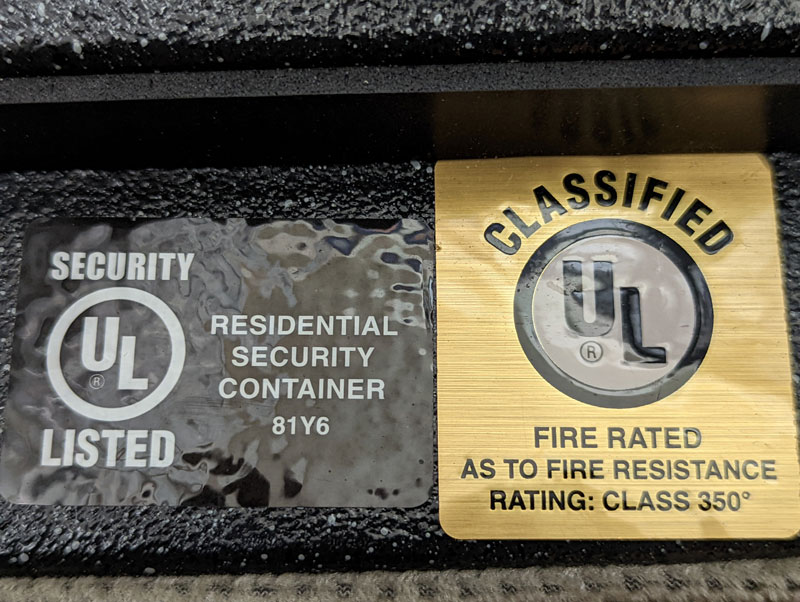 SECURITY
UL
®
LISTED
RESIDENTIAL
SECURITY
CONTAINER
81Y6
CLASSIFIED
UL
®
FIRE RATED
AS TO FIRE RESISTANCE
RATING: CLASS 350°